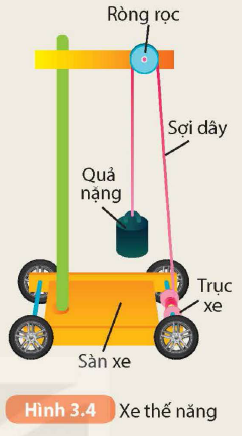 Ròng rọc
Sợi dây
Quả
nặng
Trục
xe
Sàn xe
Hình 3.4 Xe thế năng